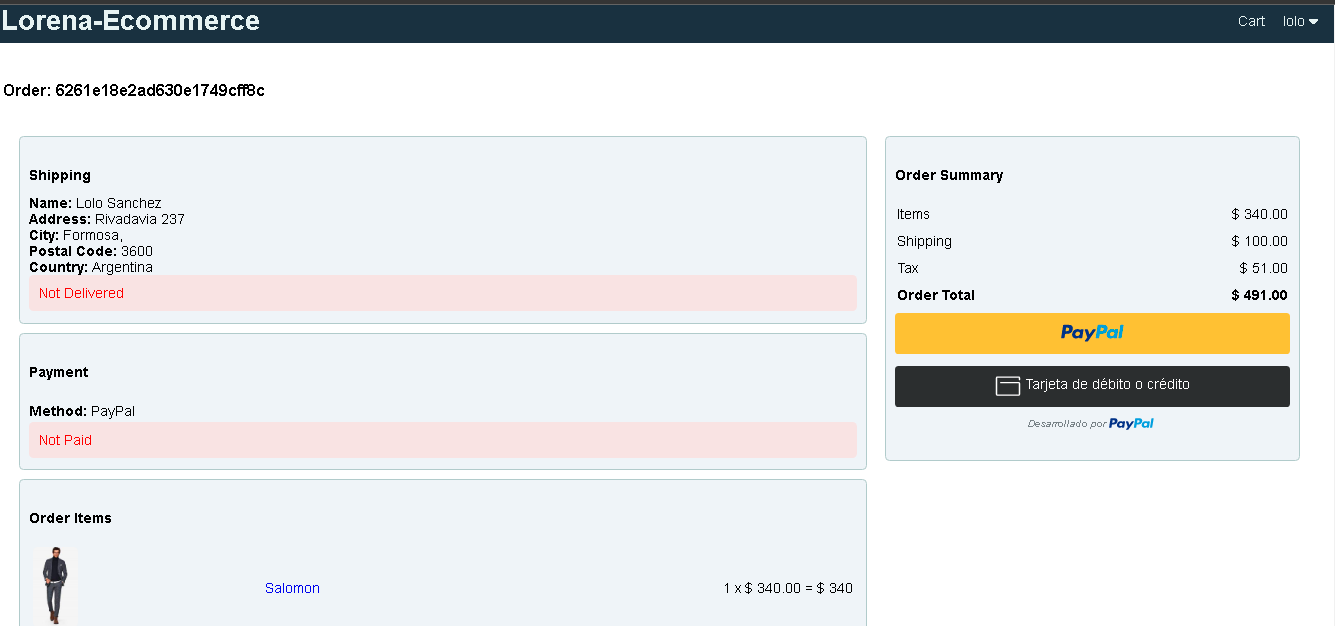 Lorena-Ecommerce
Cart lolo
Order: 6261e18e2ad630e1749cff8c
Shipping
Name: Lolo Sanchez
Address: Rivadavia 237
City: Formosa,
Postal Code: 3600
Country: Argentina
Not Delivered
Payment
Method: PayPal
Not Paid
Order Items
Salomon 1 x $ 340.00 = $ 340
Order Summary
Items $ 340.00
Shipping $ 100.00
Tax $ 51.00
Order Total $ 491.00
PayPal
Tarjeta de débito o crédito
Desarrollado por PayPal